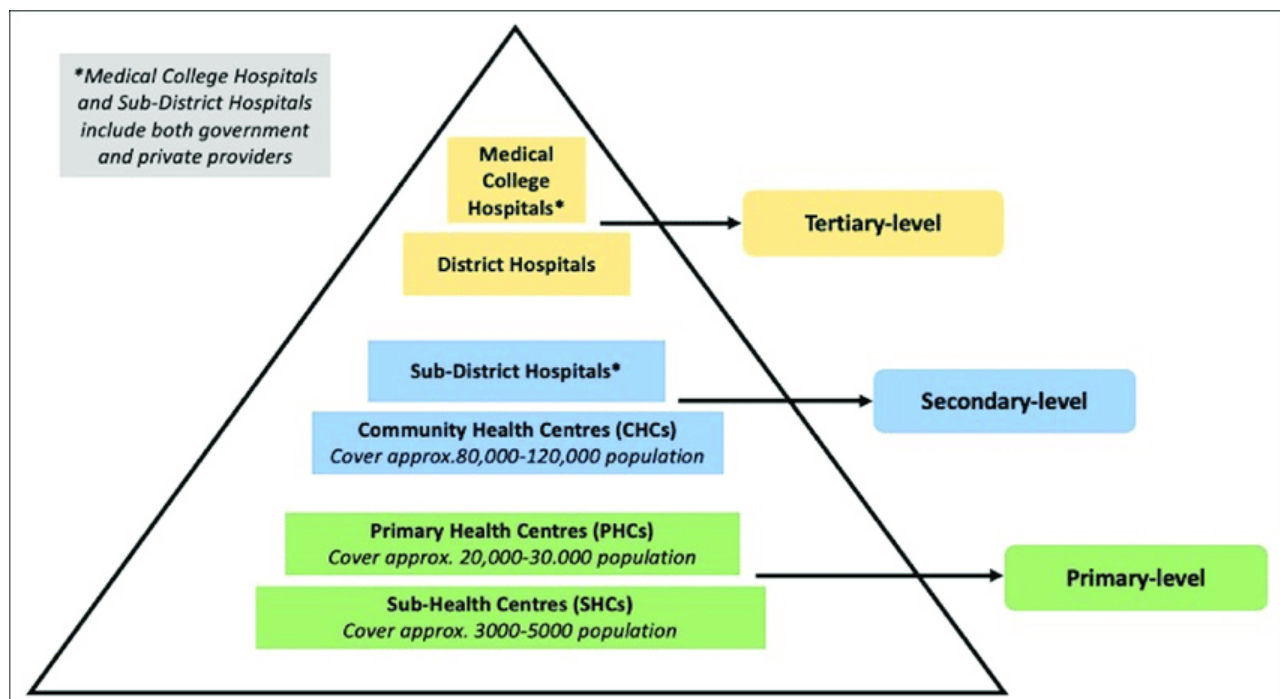 *Medical College Hospitals
and Sub-District Hospitals
include both government
and private providers
Medical
College
Hospitals*
Tertiary-level
District Hospitals
Sub-District Hospitals*
Secondary-level
Community Health Centres (CHCs)
Cover approx.80,000-120,000 population
Primary Health Centres (PHCs)
Cover approx. 20,000-30.000 population
Primary-level
Sub-Health Centres (SHCs)
Cover approx. 3000-5000 population